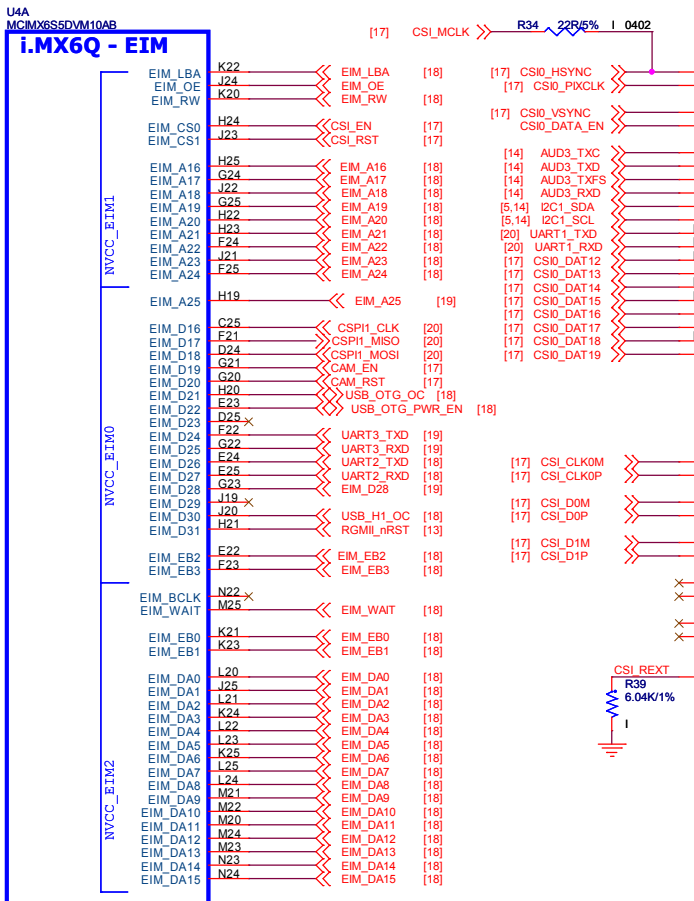 U4A
MCIMX6S5DVM10AB
i.MX6Q - EIM
[17] CSI_MCLK R34 22R/5% I 0402
EIM_LBA K22 EIM_LBA [18] [17] CSI0_HSYNC
EIM_OE J24 EIM_OE [17] CSI0_PIXCLK
EIM_RW K20 EIM_RW [18]
[17] CSI0_VSYNC
EIM_CS0 H24 CSI_EN [17] CSI0_DATA_EN
EIM_CS1 J23 CSI_RST [17]
[14] AUD3_TXC
EIM_A16 H25 EIM_A16 [18] [14] AUD3_TXD
EIM_A17 G24 EIM_A17 [18] [14] AUD3_TXFS
EIM_A18 J22 EIM_A18 [18] [14] AUD3_RXD
EIM_A19 G25 EIM_A19 [18] [5,14] I2C1_SDA
EIM_A20 H22 EIM_A20 [18] [5,14] I2C1_SCL
EIM_A21 H23 EIM_A21 [18] [20] UART1_TXD
EIM_A22 F24 EIM_A22 [18] [20] UART1_RXD
EIM_A23 J21 EIM_A23 [18] [17] CSI0_DAT12
EIM_A24 F25 EIM_A24 [18] [17] CSI0_DAT13
NVCC_EIM1
[17] CSI0_DAT14
EIM_A25 H19 EIM_A25 [19] [17] CSI0_DAT15
[17] CSI0_DAT16
EIM_D16 C25 CSPI1_CLK [20] [17] CSI0_DAT17
EIM_D17 F21 CSPI1_MISO [20] [17] CSI0_DAT18
EIM_D18 D24 CSPI1_MOSI [20] [17] CSI0_DAT19
EIM_D19 G21 CAM_EN [17]
EIM_D20 G20 CAM_RST [17]
EIM_D21 H20 USB_OTG_OC [18]
EIM_D22 E23 USB_OTG_PWR_EN [18]
EIM_D23 D25
EIM_D24 F22 UART3_TXD [19]
EIM_D25 G22 UART3_RXD [19]
EIM_D26 E24 UART2_TXD [18] [17] CSI_CLK0M
EIM_D27 E25 UART2_RXD [18] [17] CSI_CLK0P
EIM_D28 G23 EIM_D28 [19]
EIM_D29 J19 [17] CSI_D0M
EIM_D30 J20 USB_H1_OC [18] [17] CSI_D0P
EIM_D31 H21 RGMII_nRST [13]
NVCC_EIM0
[17] CSI_D1M
EIM_EB2 E22 EIM_EB2 [18] [17] CSI_D1P
EIM_EB3 F23 EIM_EB3 [18]
EIM_BCLK N22
EIM_WAIT M25 EIM_WAIT [18]
EIM_EB0 K21 EIM_EB0 [18]
EIM_EB1 K23 EIM_EB1 [18]
CSI_REXT
EIM_DA0 L20 EIM_DA0 [18] R39
EIM_DA1 J25 EIM_DA1 [18] 6.04K/1%
EIM_DA2 L21 EIM_DA2 [18]
EIM_DA3 K24 EIM_DA3 [18] I
EIM_DA4 L22 EIM_DA4 [18]
EIM_DA5 L23 EIM_DA5 [18]
EIM_DA6 K25 EIM_DA6 [18]
EIM_DA7 L25 EIM_DA7 [18]
EIM_DA8 L24 EIM_DA8 [18]
EIM_DA9 M21 EIM_DA9 [18]
EIM_DA10 M22 EIM_DA10 [18]
EIM_DA11 M20 EIM_DA11 [18]
EIM_DA12 M24 EIM_DA12 [18]
EIM_DA13 M23 EIM_DA13 [18]
EIM_DA14 N23 EIM_DA14 [18]
EIM_DA15 N24 EIM_DA15 [18]
NVCC_EIM2